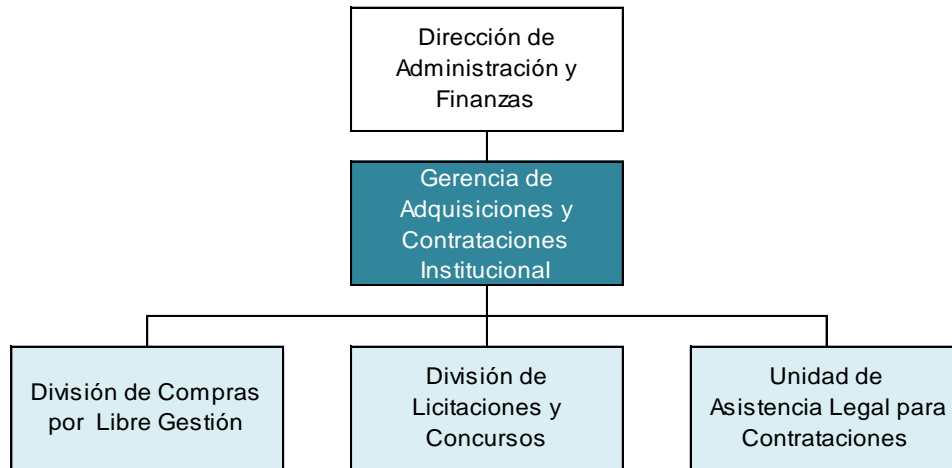 Dirección de
Administración y
Finanzas
Gerencia de
Adquisiciones y
Contrataciones
Institucional
División de Compras
por Libre Gestión
División de
Licitaciones y
Concursos
Unidad de
Asistencia Legal para
Contrataciones